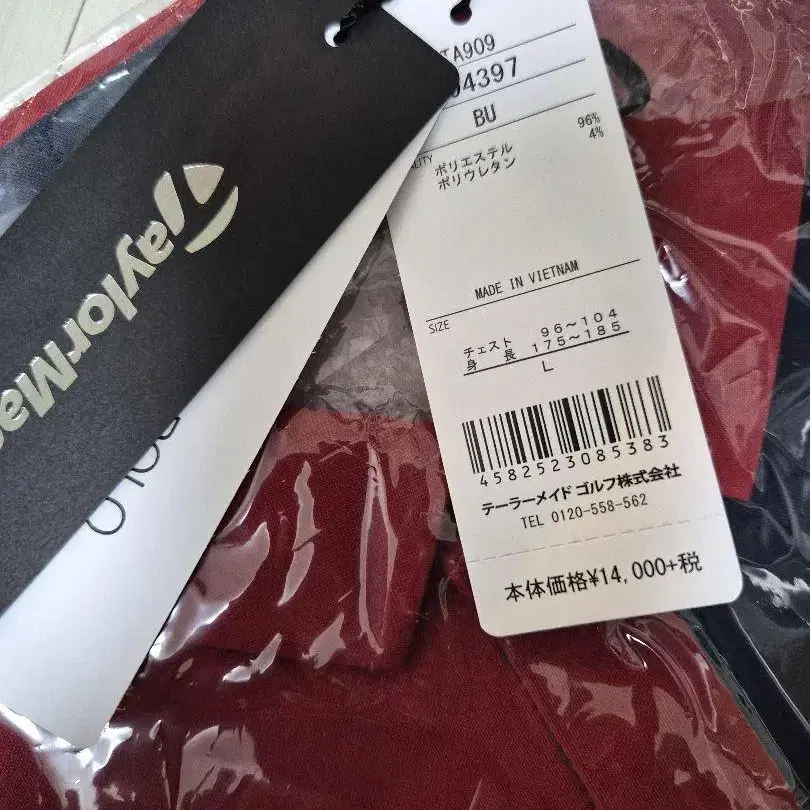 TaylorMa
POLO
TA909
04397
BU
96%
4%
ポリエステル
ポリウレタン
MADE IN VIETNAM
SIZE
チェスト 96～104
身 長 175～185
L
4582523085383
テーラーメイド ゴルフ株式会社
TEL 0120-558-562
本体価格¥14,000+税